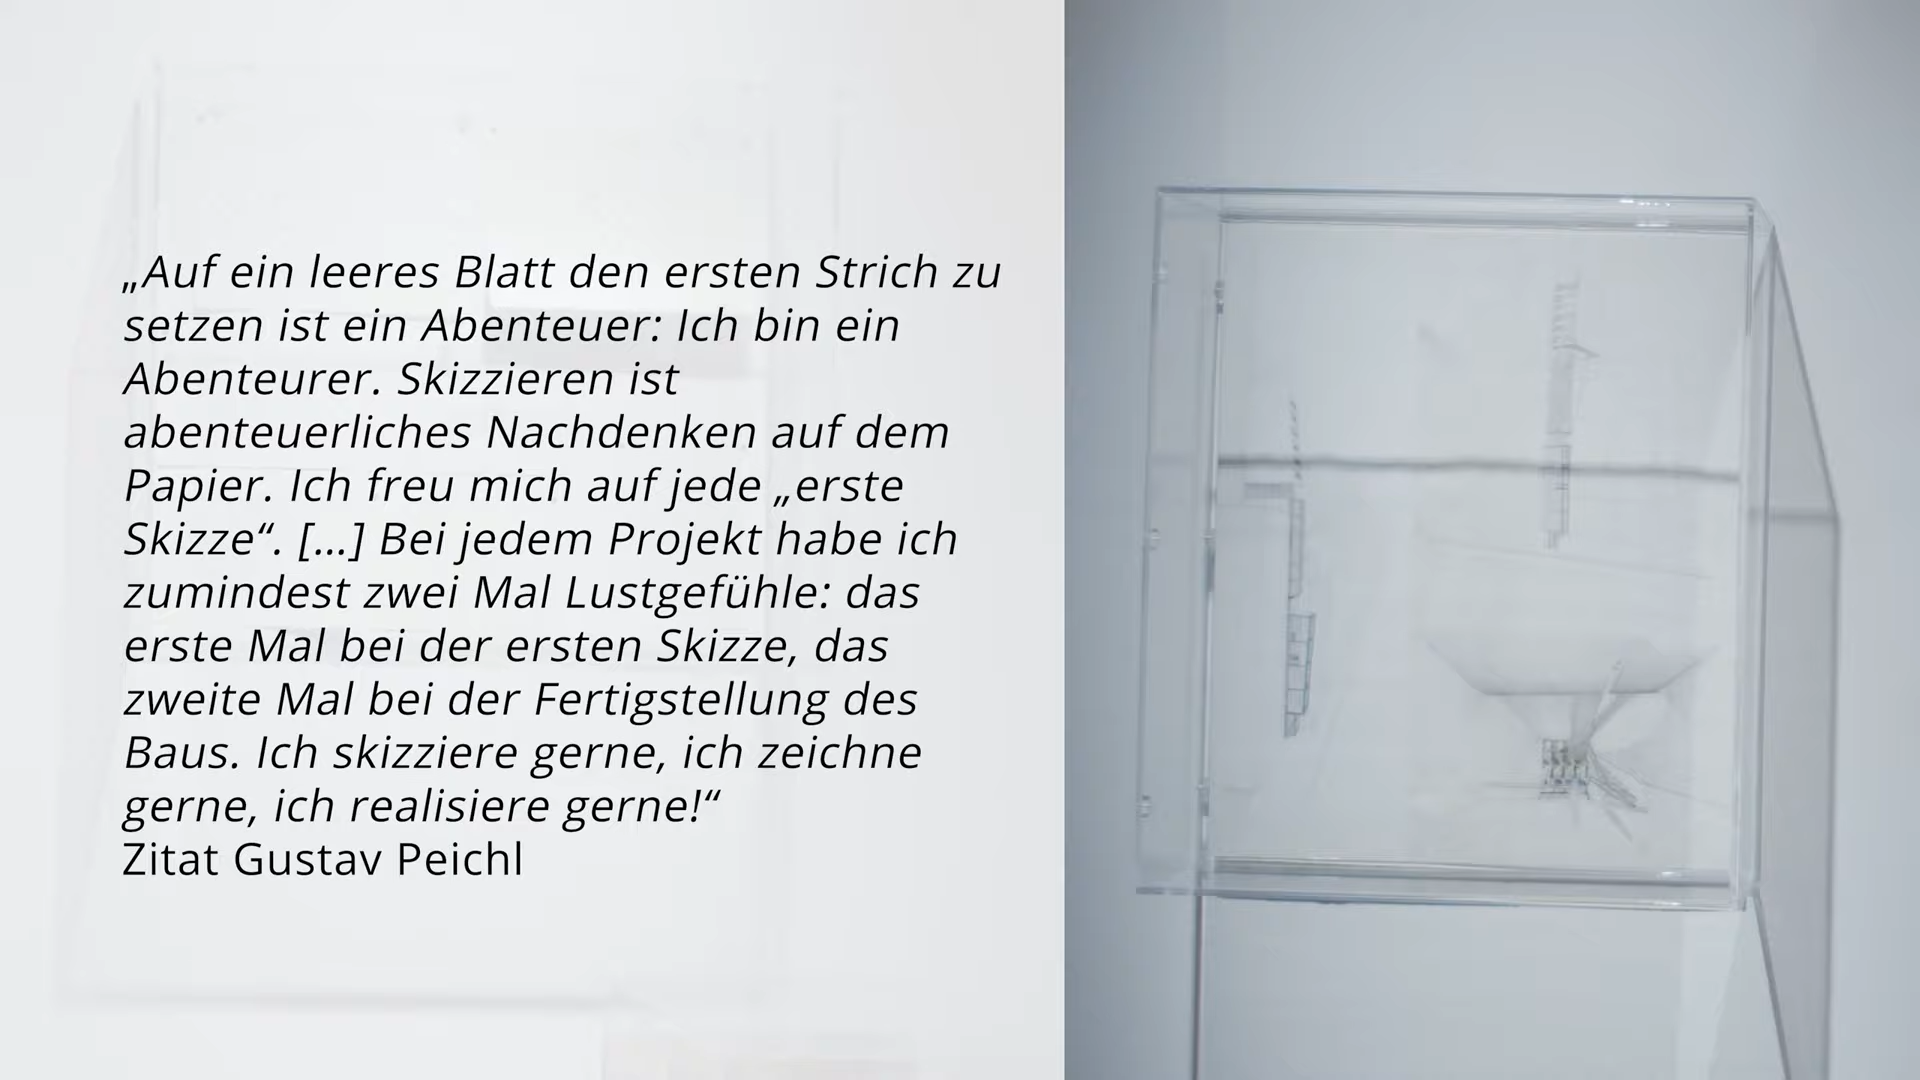 „Auf ein leeres Blatt den ersten Strich zu
setzen ist ein Abenteuer: Ich bin ein
Abenteurer. Skizzieren ist
abenteuerliches Nachdenken auf dem
Papier. Ich freu mich auf jede „erste
Skizze“. [...] Bei jedem Projekt habe ich
zumindest zwei Mal Lustgefühle: das
erste Mal bei der ersten Skizze, das
zweite Mal bei der Fertigstellung des
Baus. Ich skizziere gerne, ich zeichne
gerne, ich realisiere gerne!“
Zitat Gustav Peichl